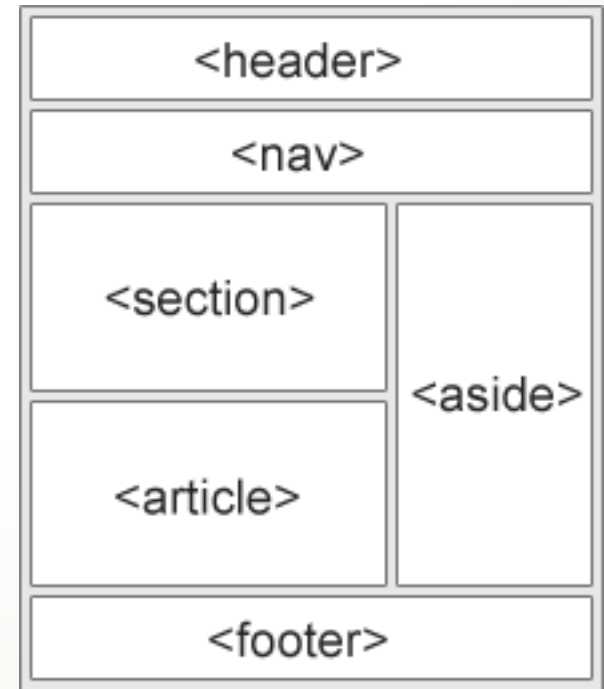 <header>
<nav>
<section>
<aside>
<article>
<footer>